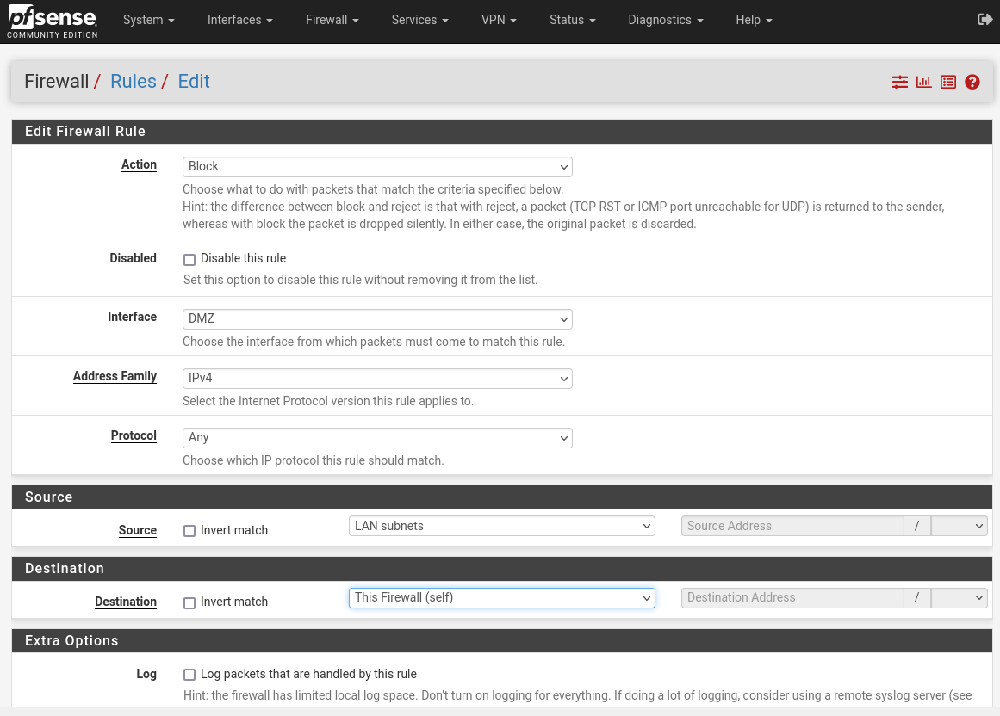 pfsense COMMUNITY EDITION
System Interfaces Firewall Services VPN Status Diagnostics Help
Firewall / Rules / Edit
Edit Firewall Rule
Action
Block
Choose what to do with packets that match the criteria specified below.
Hint: the difference between block and reject is that with reject, a packet (TCP RST or ICMP port unreachable for UDP) is returned to the sender,
whereas with block the packet is dropped silently. In either case, the original packet is discarded.
Disabled
Disable this rule
Set this option to disable this rule without removing it from the list.
Interface
DMZ
Choose the interface from which packets must come to match this rule.
Address Family
IPv4
Select the Internet Protocol version this rule applies to.
Protocol
Any
Choose which IP protocol this rule should match.
Source
Source
Invert match
LAN subnets
Source Address
/
Destination
Destination
Invert match
This Firewall (self)
Destination Address
/
Extra Options
Log
Log packets that are handled by this rule
Hint: the firewall has limited local log space. Don't turn on logging for everything. If doing a lot of logging, consider using a remote syslog server (see